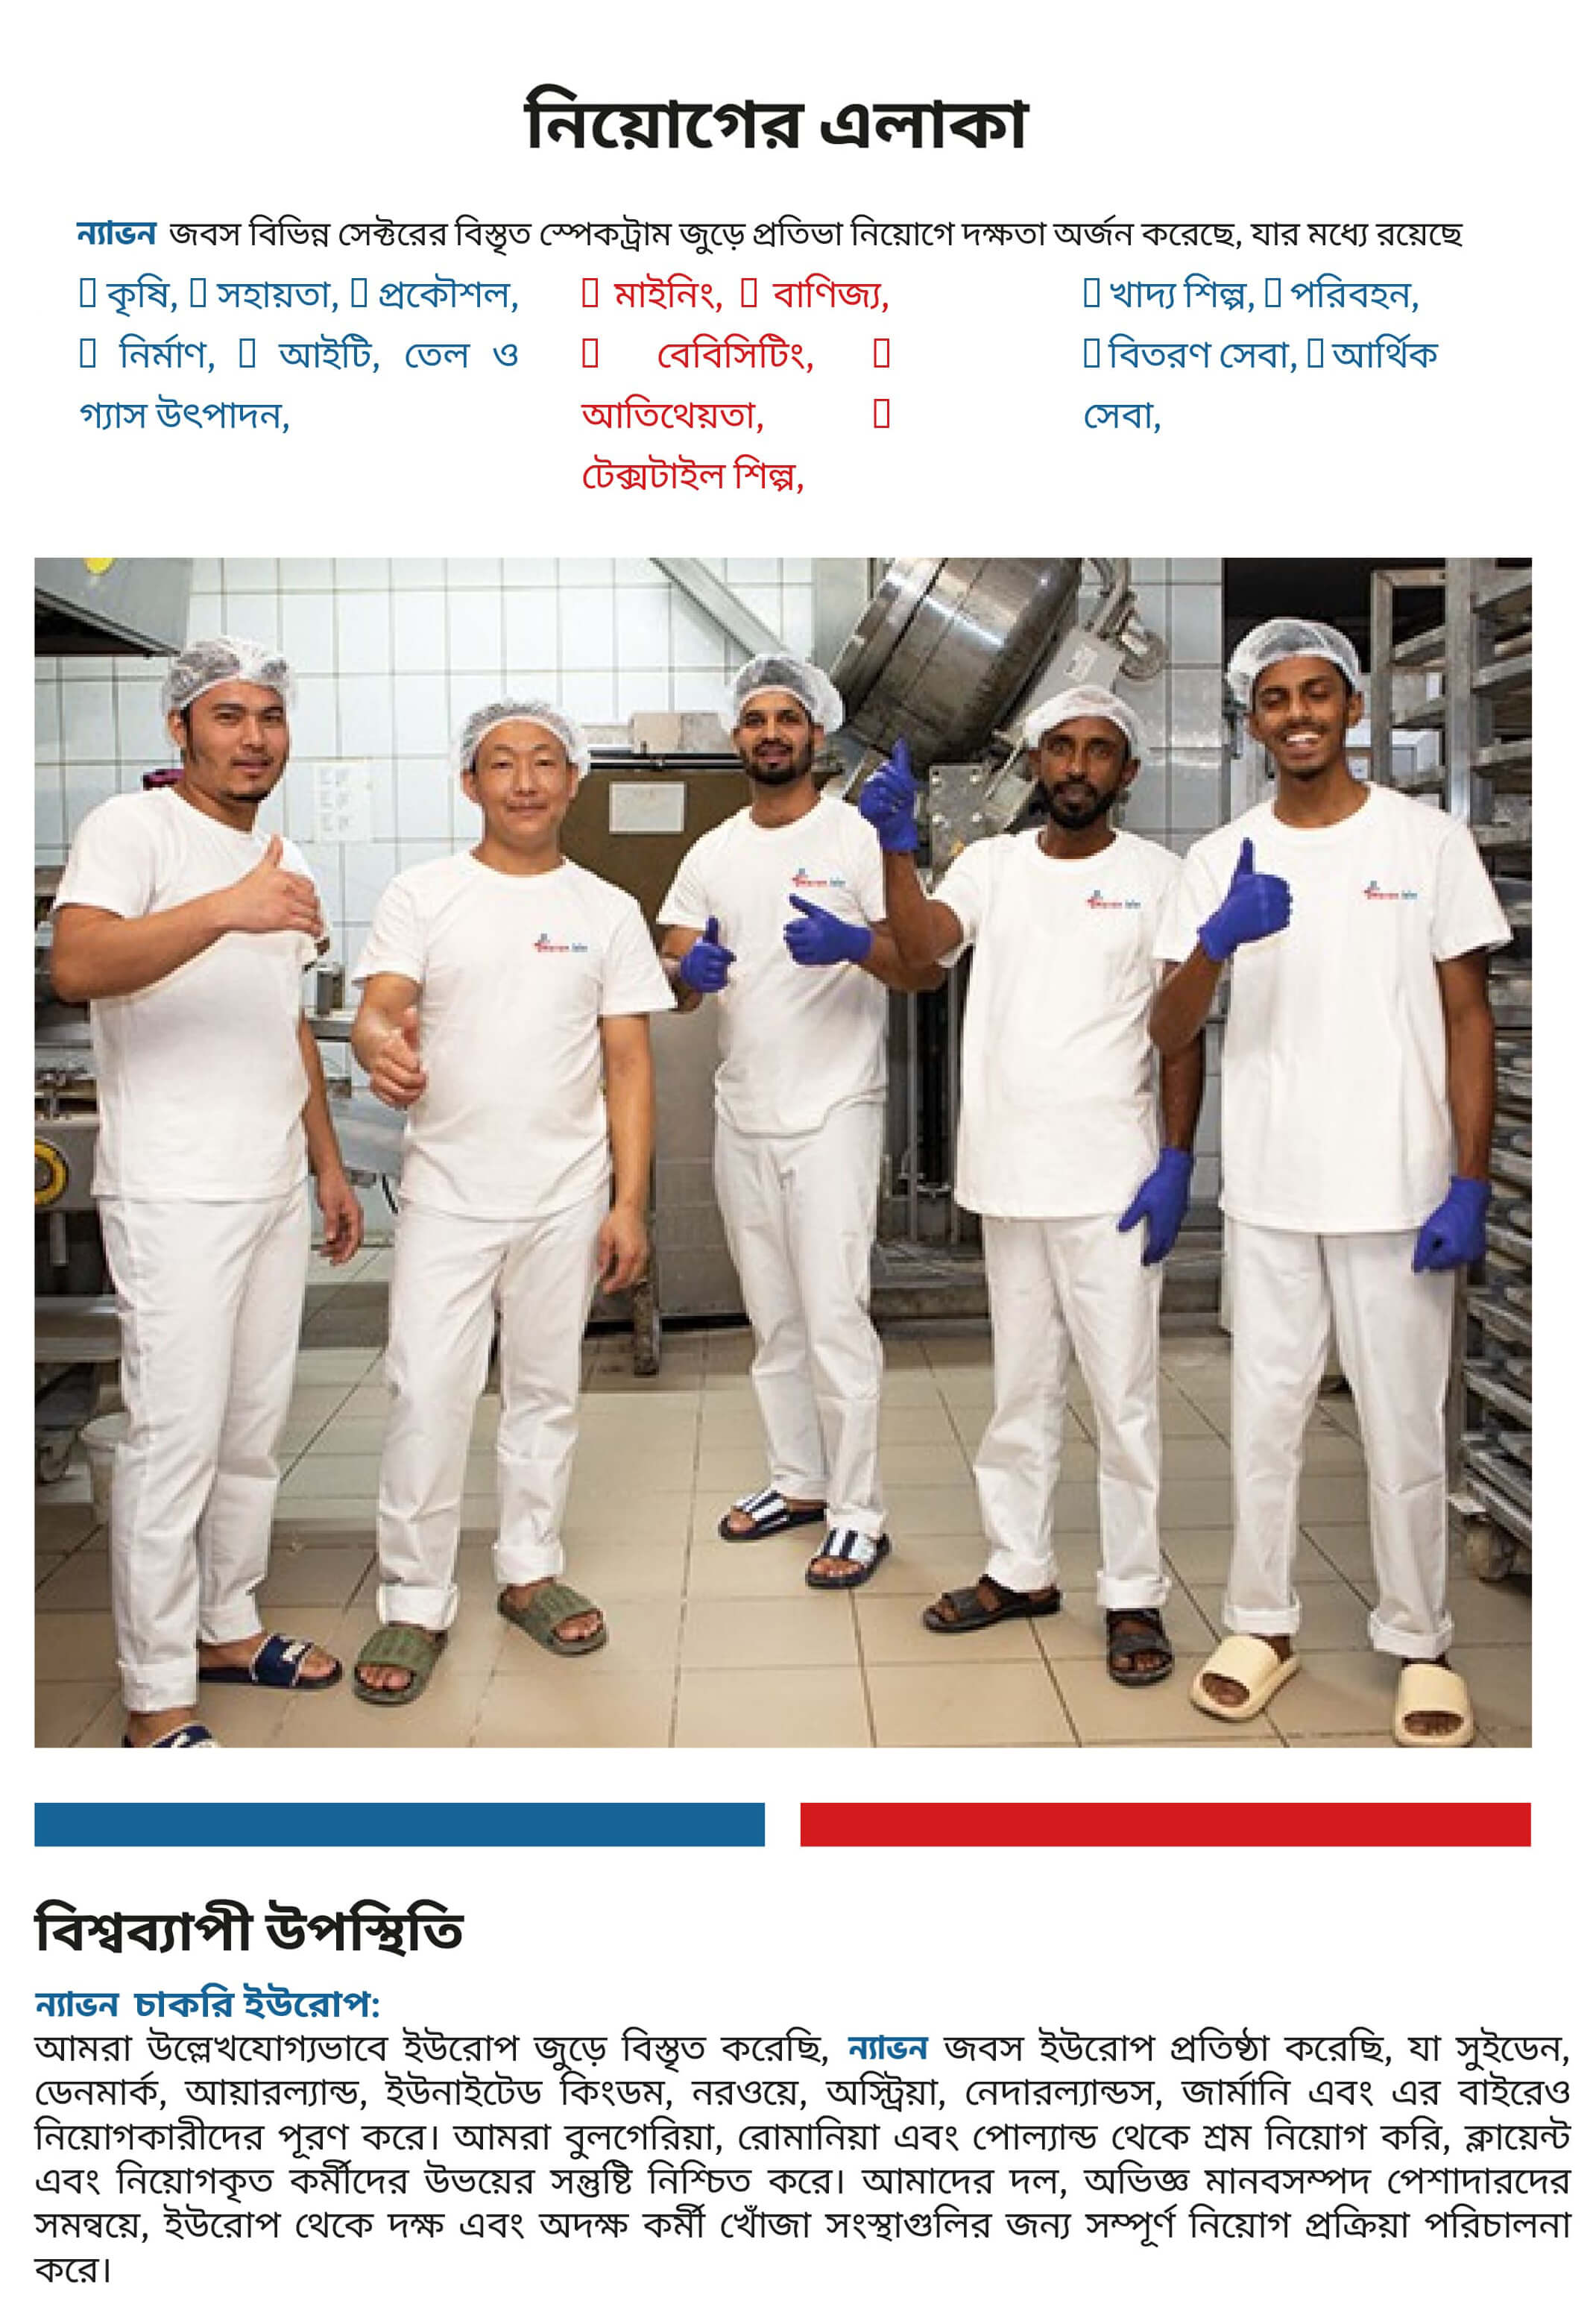 নিয়োগের এলাকা
ন্যাভন জবস বিভিন্ন সেক্টরের বিস্তৃত স্পেকট্রাম জুড়ে প্রতিভা নিয়োগে দক্ষতা অর্জন করেছে, যার মধ্যে রয়েছে
▯ কৃষি, ▯ সহায়তা, ▯ প্রকৌশল,
▯ নির্মাণ, ▯ আইটি, তেল ও
গ্যাস উৎপাদন,
▯ মাইনিং, ▯ বাণিজ্য,
▯ বেবিসিটিং, ▯
আতিথেয়তা, ▯
টেক্সটাইল শিল্প,
▯ খাদ্য শিল্প, ▯ পরিবহন,
▯ বিতরণ সেবা, ▯ আর্থিক
সেবা,
বিশ্বব্যাপী উপস্থিতি
ন্যাভন চাকরি ইউরোপ:
আমরা উল্লেখযোগ্যভাবে ইউরোপ জুড়ে বিস্তৃত করেছি, ন্যাভন জবস ইউরোপ প্রতিষ্ঠা করেছি, যা সুইডেন,
ডেনমার্ক, আয়ারল্যান্ড, ইউনাইটেড কিংডম, নরওয়ে, অস্ট্রিয়া, নেদারল্যান্ডস, জার্মানি এবং এর বাইরেও
নিয়োগকারীদের পূরণ করে। আমরা বুলগেরিয়া, রোমানিয়া এবং পোল্যান্ড থেকে শ্রম নিয়োগ করি, ক্লায়েন্ট
এবং নিয়োগকৃত কর্মীদের উভয়ের সন্তুষ্টি নিশ্চিত করে। আমাদের দল, অভিজ্ঞ মানবসম্পদ পেশাদারদের
সমন্বয়ে, ইউরোপ থেকে দক্ষ এবং অদক্ষ কর্মী খোঁজা সংস্থাগুলির জন্য সম্পূর্ণ নিয়োগ প্রক্রিয়া পরিচালনা
করে।